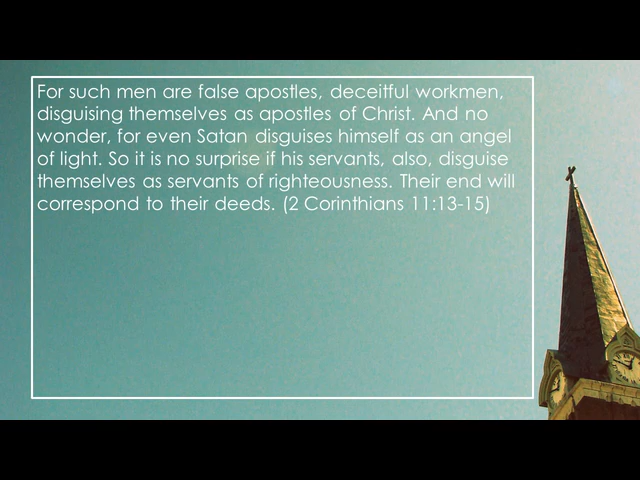 For such men are false apostles, deceitful workmen,
disguising themselves as apostles of Christ. And no
wonder, for even Satan disguises himself as an angel
of light. So it is no surprise if his servants, also, disguise
themselves as servants of righteousness. Their end will
correspond to their deeds. (2 Corinthians 11:13-15)